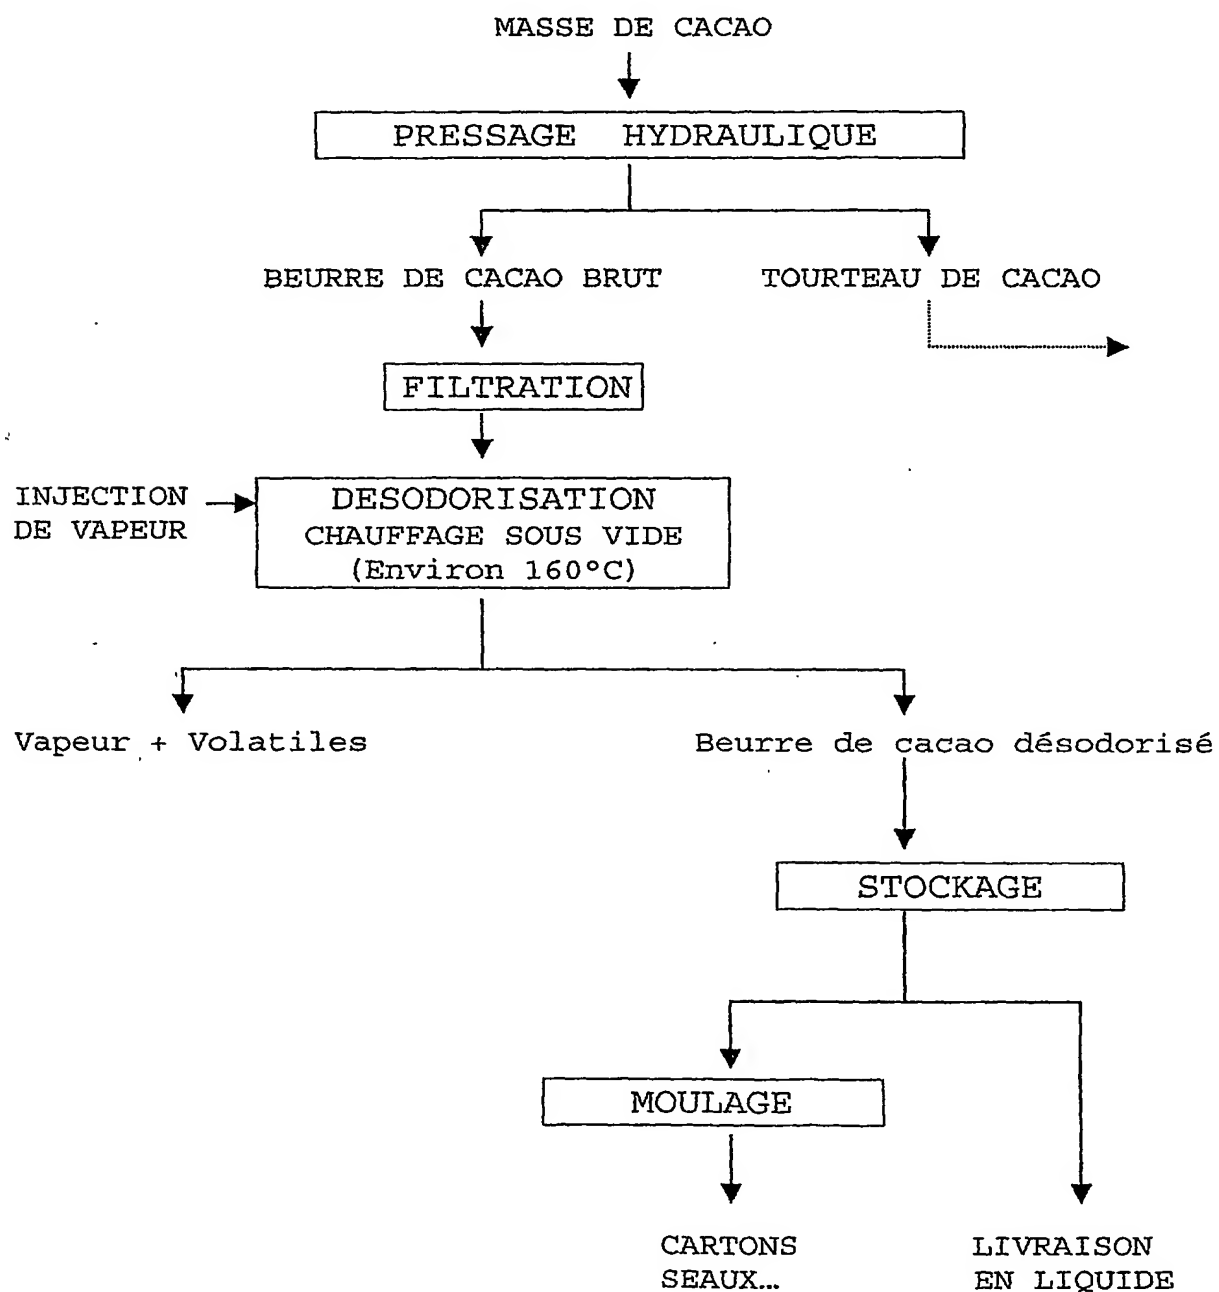 MASSE DE CACAO
PRESSAGE HYDRAULIQUE
BEURRE DE CACAO BRUT
TOURTEAU DE CACAO
FILTRATION
INJECTION
DE VAPEUR
DESODORISATION
CHAUFFAGE SOUS VIDE
(Environ 160°C)
Vapeur + Volatiles
Beurre de cacao désodorisé
STOCKAGE
MOULAGE
CARTONS
SEAUX...
LIVRAISON
EN LIQUIDE